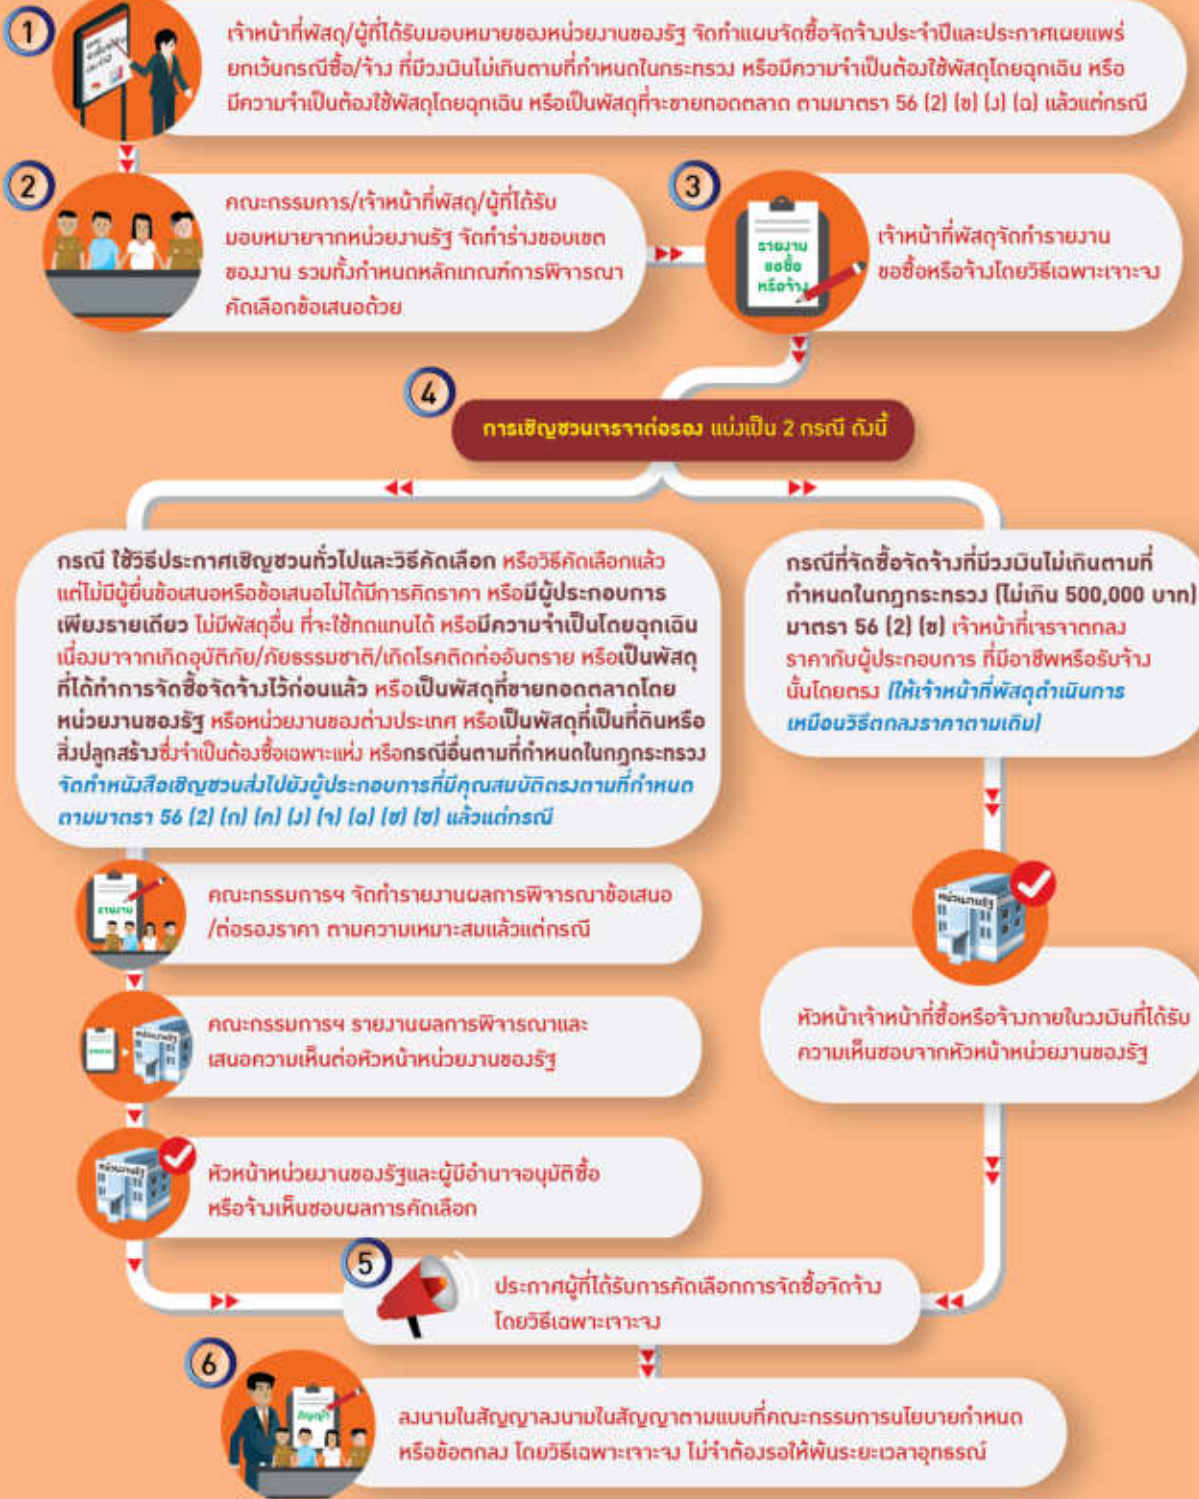 1
เจ้าหน้าที่พัสดุ/ผู้ที่ได้รับมอบหมายของหน่วยงานของรัฐ จัดทำแผนจัดซื้อจัดจ้างประจำปีและประกาศเผยแพร่
ยกเว้นกรณีซื้อ/จ้าง ที่มีวงเงินไม่เกินตามที่กำหนดในกระทรวง หรือมีความจำเป็นต้องใช้พัสดุโดยฉุกเฉิน หรือ
มีความจำเป็นต้องใช้พัสดุโดยฉุกเฉิน หรือเป็นพัสดุที่จะขายทอดตลาด ตามมาตรา 56 (2) (ข) (ง) (ฉ) แล้วแต่กรณี
2
คณะกรรมการ/เจ้าหน้าที่พัสดุ/ผู้ที่ได้รับ
มอบหมายจากหน่วยงานรัฐ จัดทำร่างขอบเขต
ของงาน รวมทั้งกำหนดหลักเกณฑ์การพิจารณา
คัดเลือกข้อเสนอด้วย
3
รายงาน
ขอซื้อ
หรือจ้าง
เจ้าหน้าที่พัสดุจัดทำรายงาน
ขอซื้อหรือจ้างโดยวิธีเฉพาะเจาะจง
4
การเชิญชวนเจรจาต่อรอง แบ่งเป็น 2 กรณี ดังนี้
กรณี ใช้วิธีประกาศเชิญชวนทั่วไปและวิธีคัดเลือก หรือวิธีคัดเลือกแล้ว
แต่ไม่มีผู้ยื่นข้อเสนอหรือข้อเสนอไม่ได้มีการคิดราคา หรือมีผู้ประกอบการ
เพียงรายเดียว ไม่มีพัสดุอื่น ที่จะใช้ทดแทนได้ หรือมีความจำเป็นโดยฉุกเฉิน
เนื่องมาจากเกิดอุบัติภัย/ภัยธรรมชาติ/เกิดโรคติดต่ออันตราย หรือเป็นพัสดุ
ที่ได้ทำการจัดซื้อจัดจ้างไว้ก่อนแล้ว หรือเป็นพัสดุที่ขายทอดตลาดโดย
หน่วยงานของรัฐ หรือหน่วยงานของต่างประเทศ หรือเป็นพัสดุที่เป็นที่ดินหรือ
สิ่งปลูกสร้างซึ่งจำเป็นต้องซื้อเฉพาะแห่ง หรือกรณีอื่นตามที่กำหนดในกฎกระทรวง
จัดทำหนังสือเชิญชวนส่งไปยังผู้ประกอบการที่มีคุณสมบัติตรงตามที่กำหนด
ตามมาตรา 56 (2) (ก) (ค) (ง) (จ) (ฉ) (ช) (ซ) แล้วแต่กรณี
กรณีที่จัดซื้อจัดจ้างที่มีวงเงินไม่เกินตามที่
กำหนดในกฎกระทรวง (ไม่เกิน 500,000 บาท)
มาตรา 56 (2) (ข) เจ้าหน้าที่เจรจาตกลง
ราคากับผู้ประกอบการ ที่มีอาชีพหรือรับจ้าง
นั้นโดยตรง (ให้เจ้าหน้าที่พัสดุดำเนินการ
เหมือนวิธีตกลงราคาตามเดิม)
รายงาน
คณะกรรมการฯ จัดทำรายงานผลการพิจารณาข้อเสนอ
/ต่อรองราคา ตามความเหมาะสมแล้วแต่กรณี
คณะกรรมการฯ รายงานผลการพิจารณาและ
เสนอความเห็นต่อหัวหน้าหน่วยงานของรัฐ
หน่วยงานรัฐ
หัวหน้าหน่วยงานของรัฐและผู้มีอำนาจอนุมัติซื้อ
หรือจ้างเห็นชอบผลการคัดเลือก
หน่วยงานรัฐ
หัวหน้าเจ้าหน้าที่ซื้อหรือจ้างภายในวงเงินที่ได้รับ
ความเห็นชอบจากหัวหน้าหน่วยงานของรัฐ
5
ประกาศผู้ที่ได้รับการคัดเลือกการจัดซื้อจัดจ้าง
โดยวิธีเฉพาะเจาะจง
6
สัญญา
ลงนามในสัญญาลงนามในสัญญาตามแบบที่คณะกรรมการนโยบายกำหนด
หรือข้อตกลง โดยวิธีเฉพาะเจาะจง ไม่จำต้องรอให้พ้นระยะเวลาอุทธรณ์